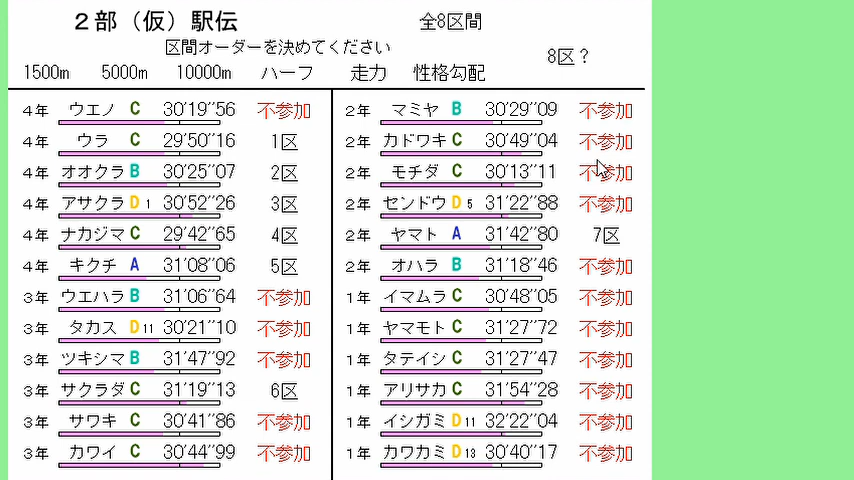 2部（仮）駅伝 全8区間
区間オーダーを決めてください 8区？
1500m 5000m 10000m ハーフ 走力 性格勾配
4年 ウエノ C 30'19"56 不参加 2年 マミヤ B 30'29"09 不参加
4年 ウラ C 29'50"16 1区 2年 カドワキ C 30'49"04 不参加
4年 オオクラ B 30'25"07 2区 2年 モチダ C 30'13"11 不参加
4年 アサクラ D 1 30'52"26 3区 2年 センドウ D 5 31'22"88 不参加
4年 ナカジマ C 29'42"65 4区 2年 ヤマト A 31'42"80 7区
4年 キクチ A 31'08"06 5区 2年 オハラ B 31'18"46 不参加
3年 ウエハラ B 31'06"64 不参加 1年 イマムラ C 30'48"05 不参加
3年 タカス D 11 30'21"10 不参加 1年 ヤマモト C 31'27"72 不参加
3年 ツキシマ B 31'47"92 不参加 1年 タテイシ C 31'27"47 不参加
3年 サクラダ C 31'19"13 6区 1年 アリサカ C 31'54"28 不参加
3年 サワキ C 30'41"86 不参加 1年 イシガミ D 11 32'22"04 不参加
3年 カワイ C 30'44"99 不参加 1年 カワカミ D 13 30'40"17 不参加